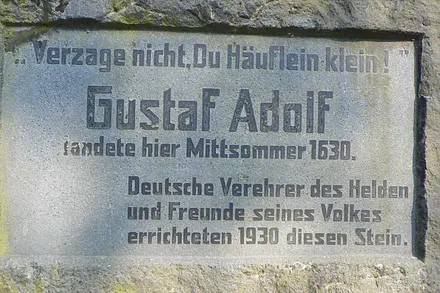 „Verzage nicht, Du Häuflein klein!"
Gustaf Adolf
landete hier Mittsommer 1630.
Deutsche Verehrer des Helden
und Freunde seines Volkes
errichteten 1930 diesen Stein.